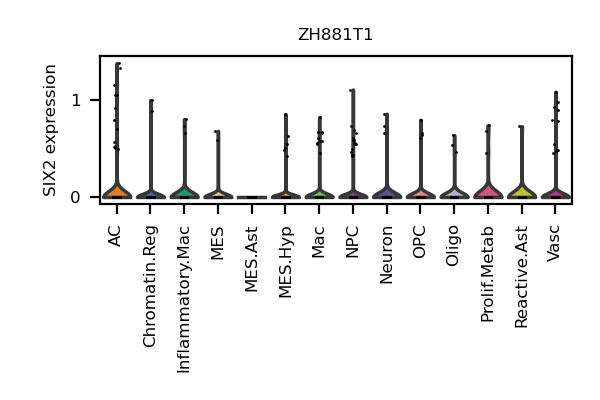 ZH881T1
SIX2 expression
1
0
AC
Chromatin.Reg
Inflammatory.Mac
MES
MES.Ast
MES.Hyp
Mac
NPC
Neuron
OPC
Oligo
Prolif.Metab
Reactive.Ast
Vasc